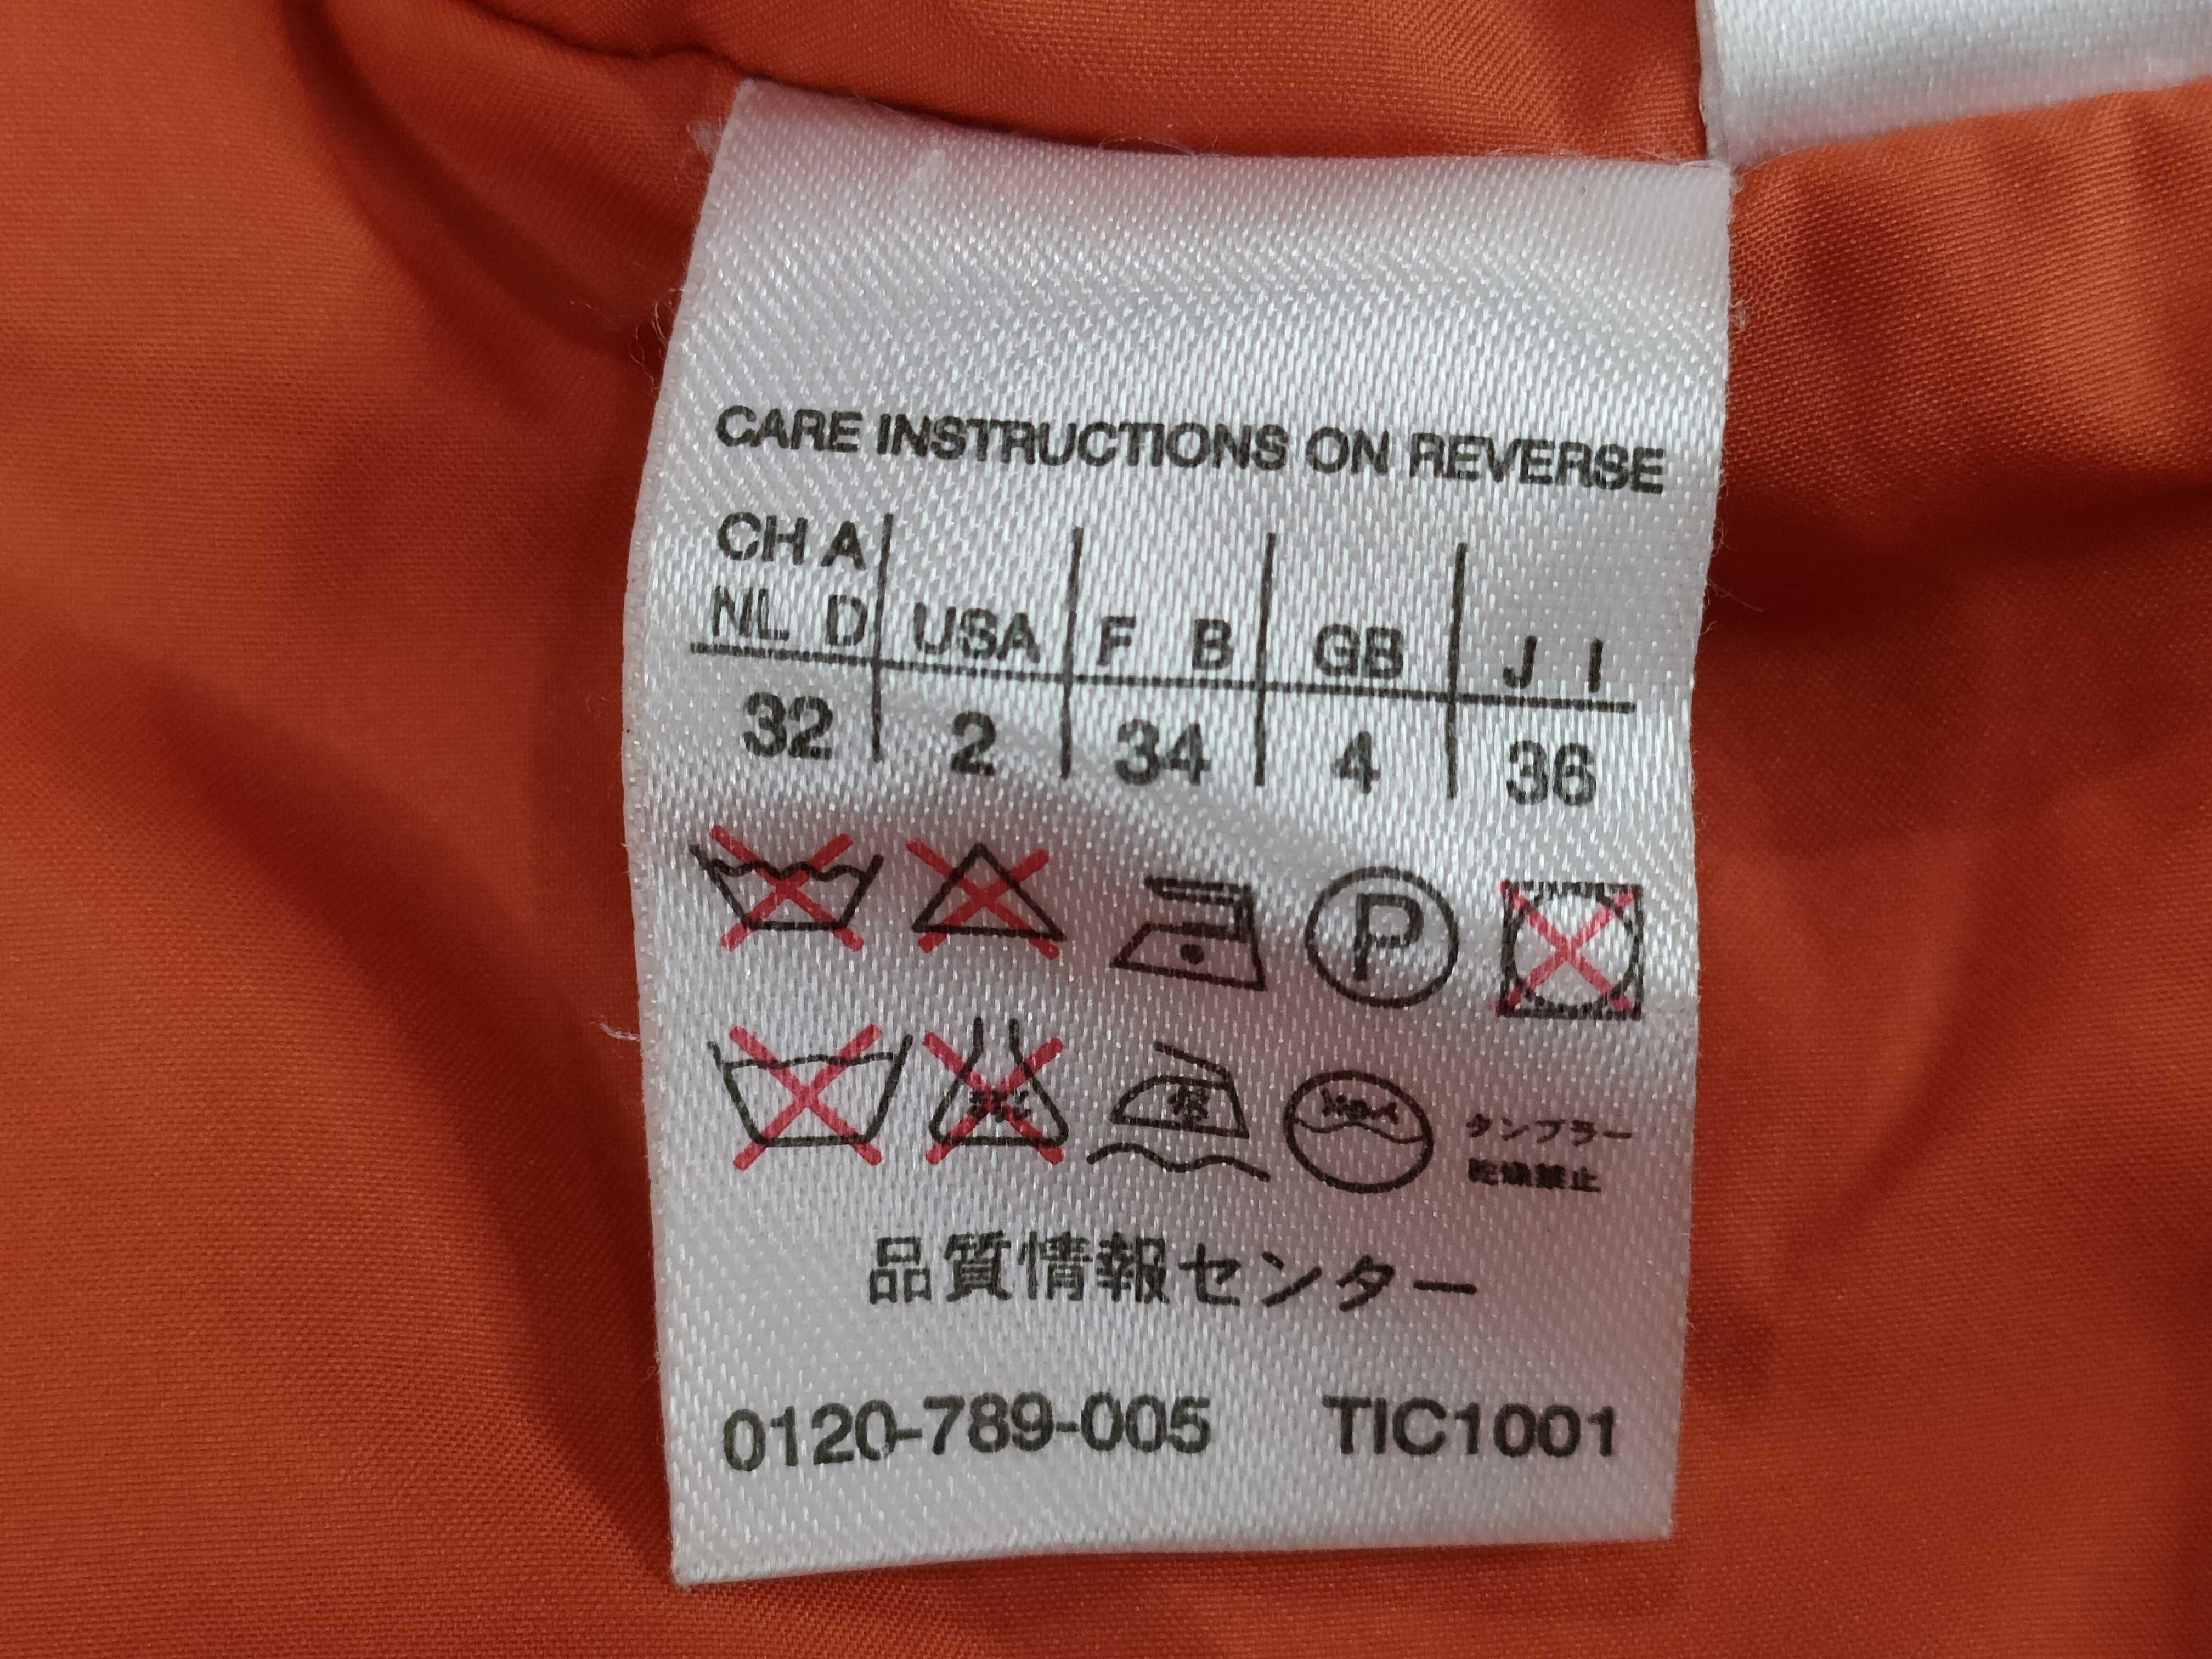 CARE INSTRUCTIONS ON REVERSE
CH A
NL D USA F B GB J I
32 2 34 4 36
P
タンブラー
乾燥禁止
品質情報センター
0120-789-005 TIC1001